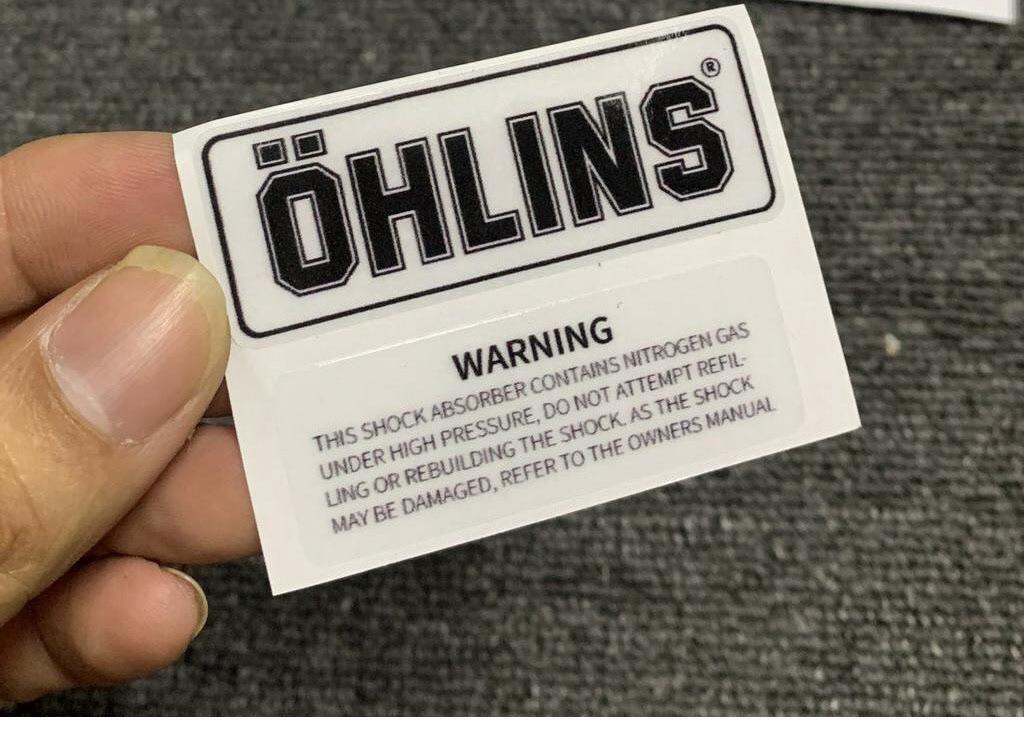 ÖHLINS®
WARNING
THIS SHOCK ABSORBER CONTAINS NITROGEN GAS
UNDER HIGH PRESSURE, DO NOT ATTEMPT REFIL-
LING OR REBUILDING THE SHOCK. AS THE SHOCK
MAY BE DAMAGED, REFER TO THE OWNERS MANUAL